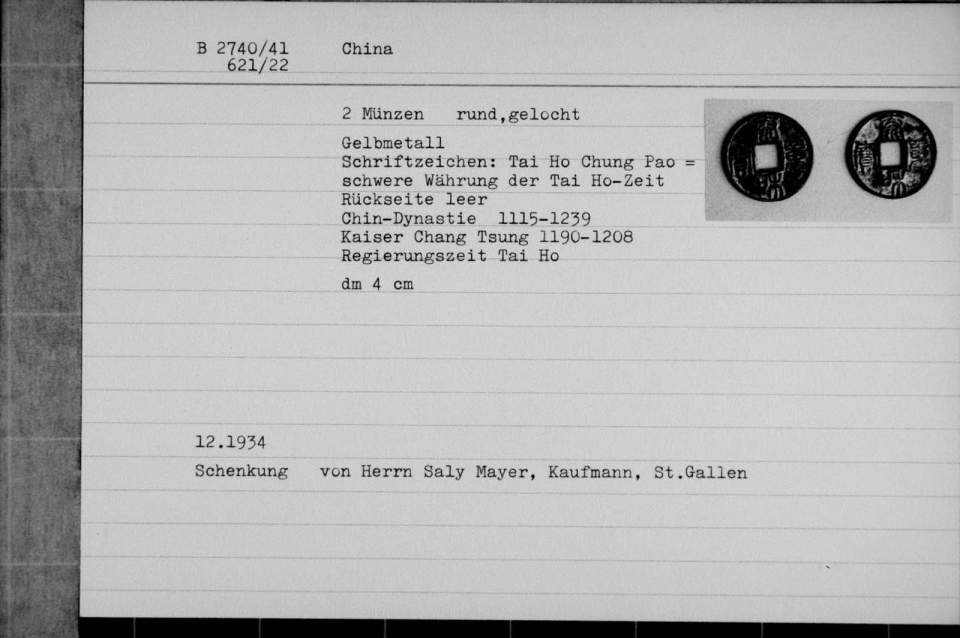 B 2740/41 China
621/22
2 Münzen rund,gelocht
Gelbmetall
Schriftzeichen: Tai Ho Chung Pao =
schwere Währung der Tai Ho-Zeit
Rückseite leer
Chin-Dynastie 1115-1239
Kaiser Chang Tsung 1190-1208
Regierungszeit Tai Ho
dm 4 cm
12.1934
Schenkung von Herrn Saly Mayer, Kaufmann, St.Gallen